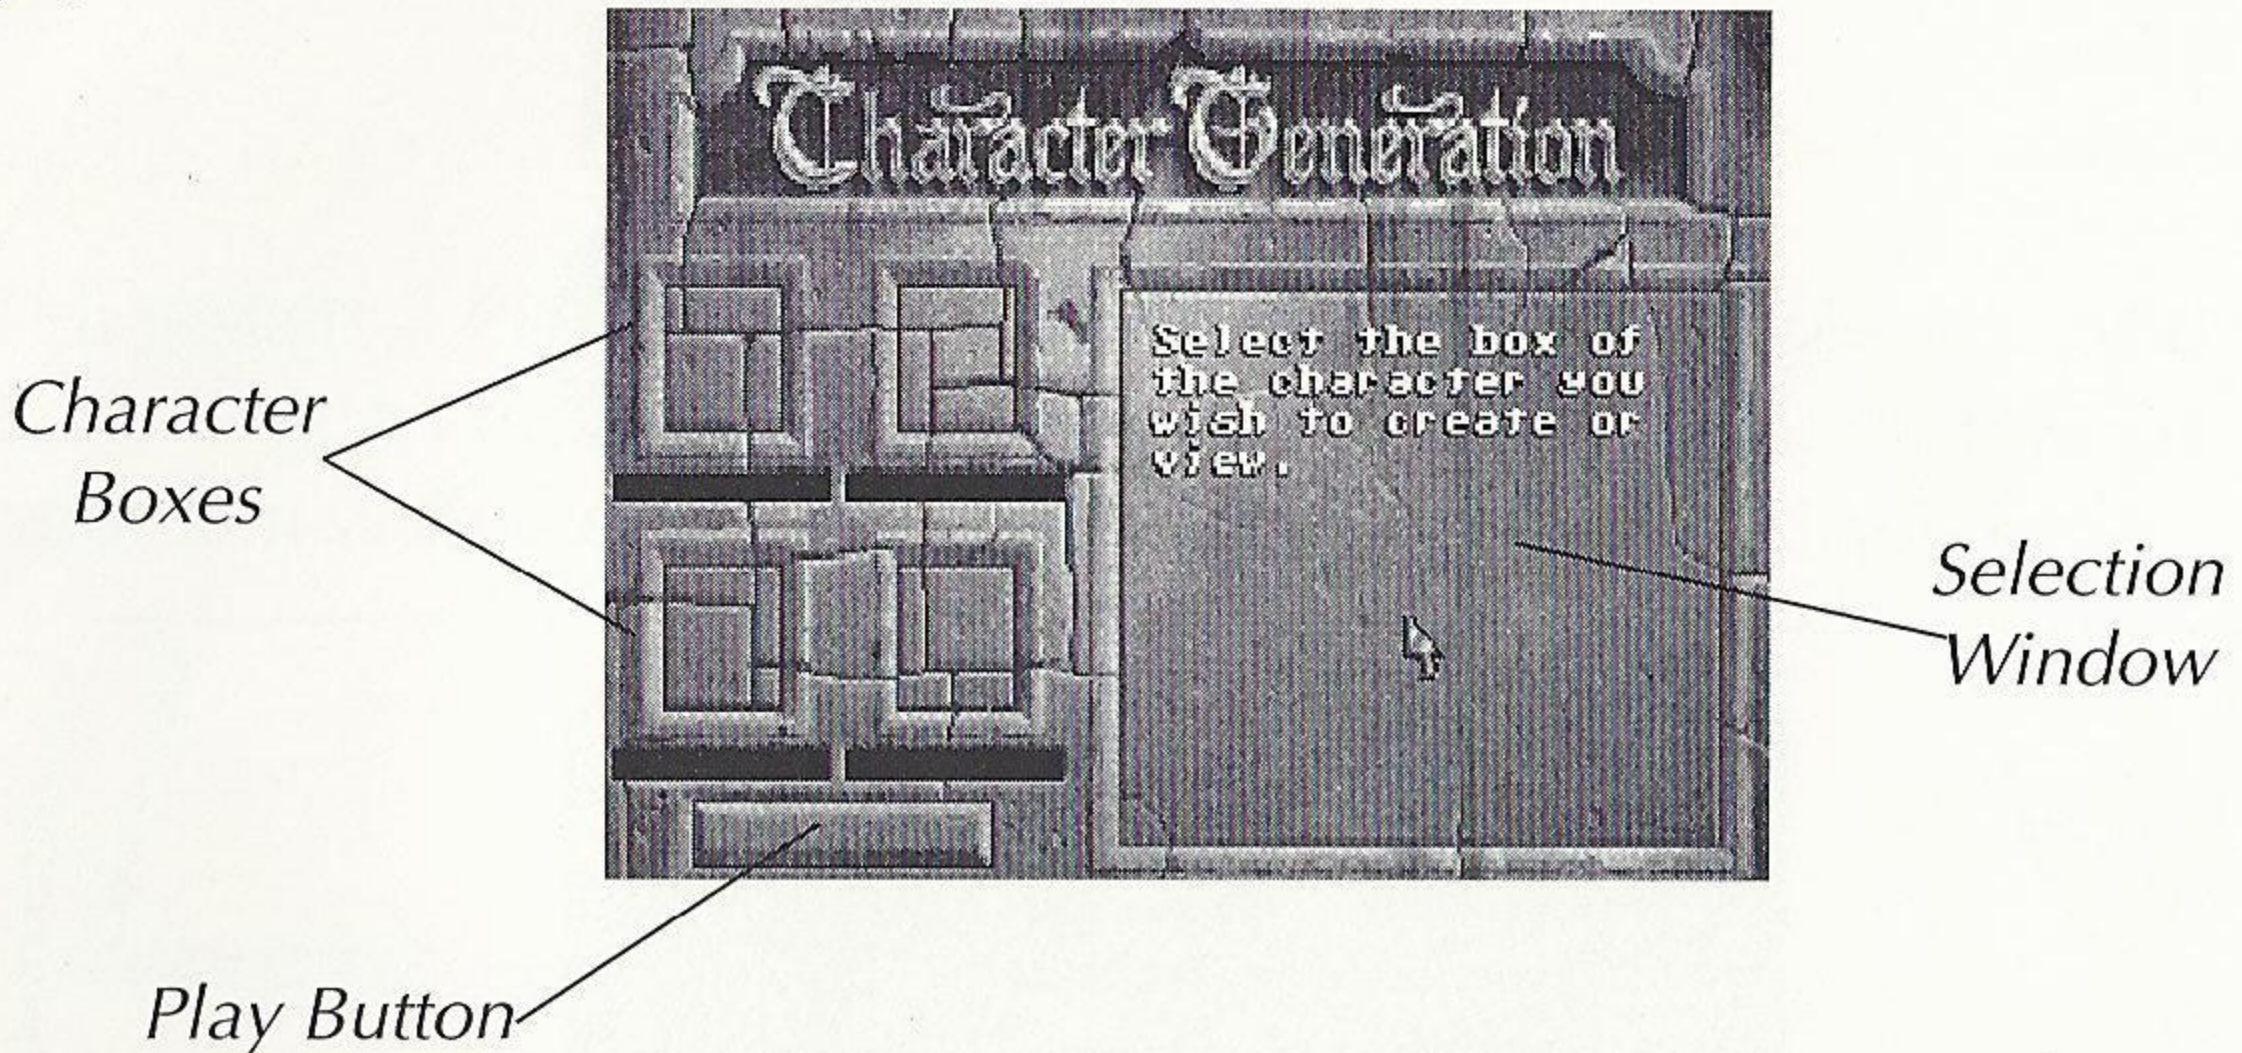 Character Generation
Select the box of
the character you
wish to create or
view.
Character
Boxes
Selection
Window
Play Button